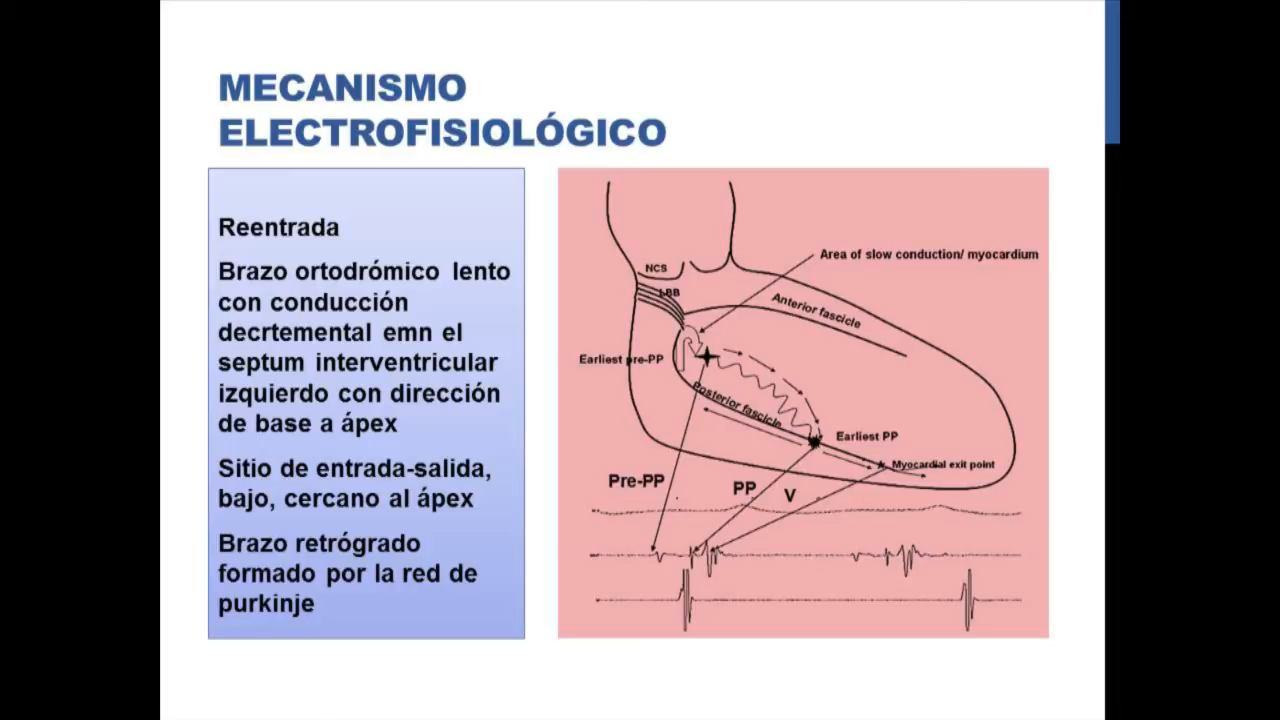 MECANISMO
ELECTROFISIOLÓGICO
Reentrada
Brazo ortodrómico lento
con conducción
decrtemental emn el
septum interventricular
izquierdo con dirección
de base a ápex
Sitio de entrada-salida,
bajo, cercano al ápex
Brazo retrógrado
formado por la red de
purkinje
Area of slow conduction/ myocardium
NCS
LBB
Anterior fascicle
Earliest pre-PP
Posterior fascicle
Earliest PP
Myocardial exit point
Pre-PP
PP
V